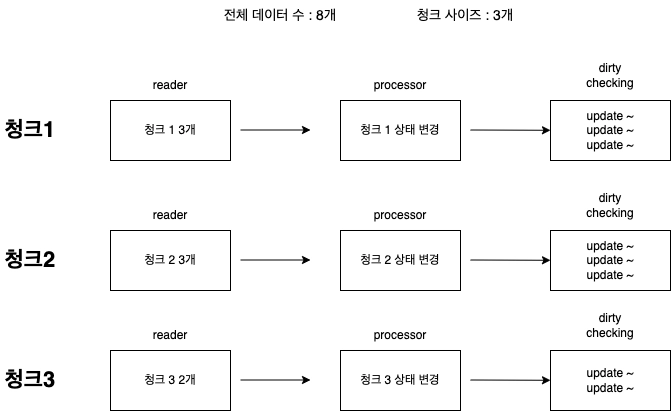 전체 데이터 수 : 8개
청크 사이즈 : 3개
청크1
reader
청크 1 3개
processor
청크 1 상태 변경
dirty
checking
update ~
update ~
update ~
청크2
reader
청크 2 3개
processor
청크 2 상태 변경
dirty
checking
update ~
update ~
update ~
청크3
reader
청크 3 2개
processor
청크 3 상태 변경
dirty
checking
update ~
update ~